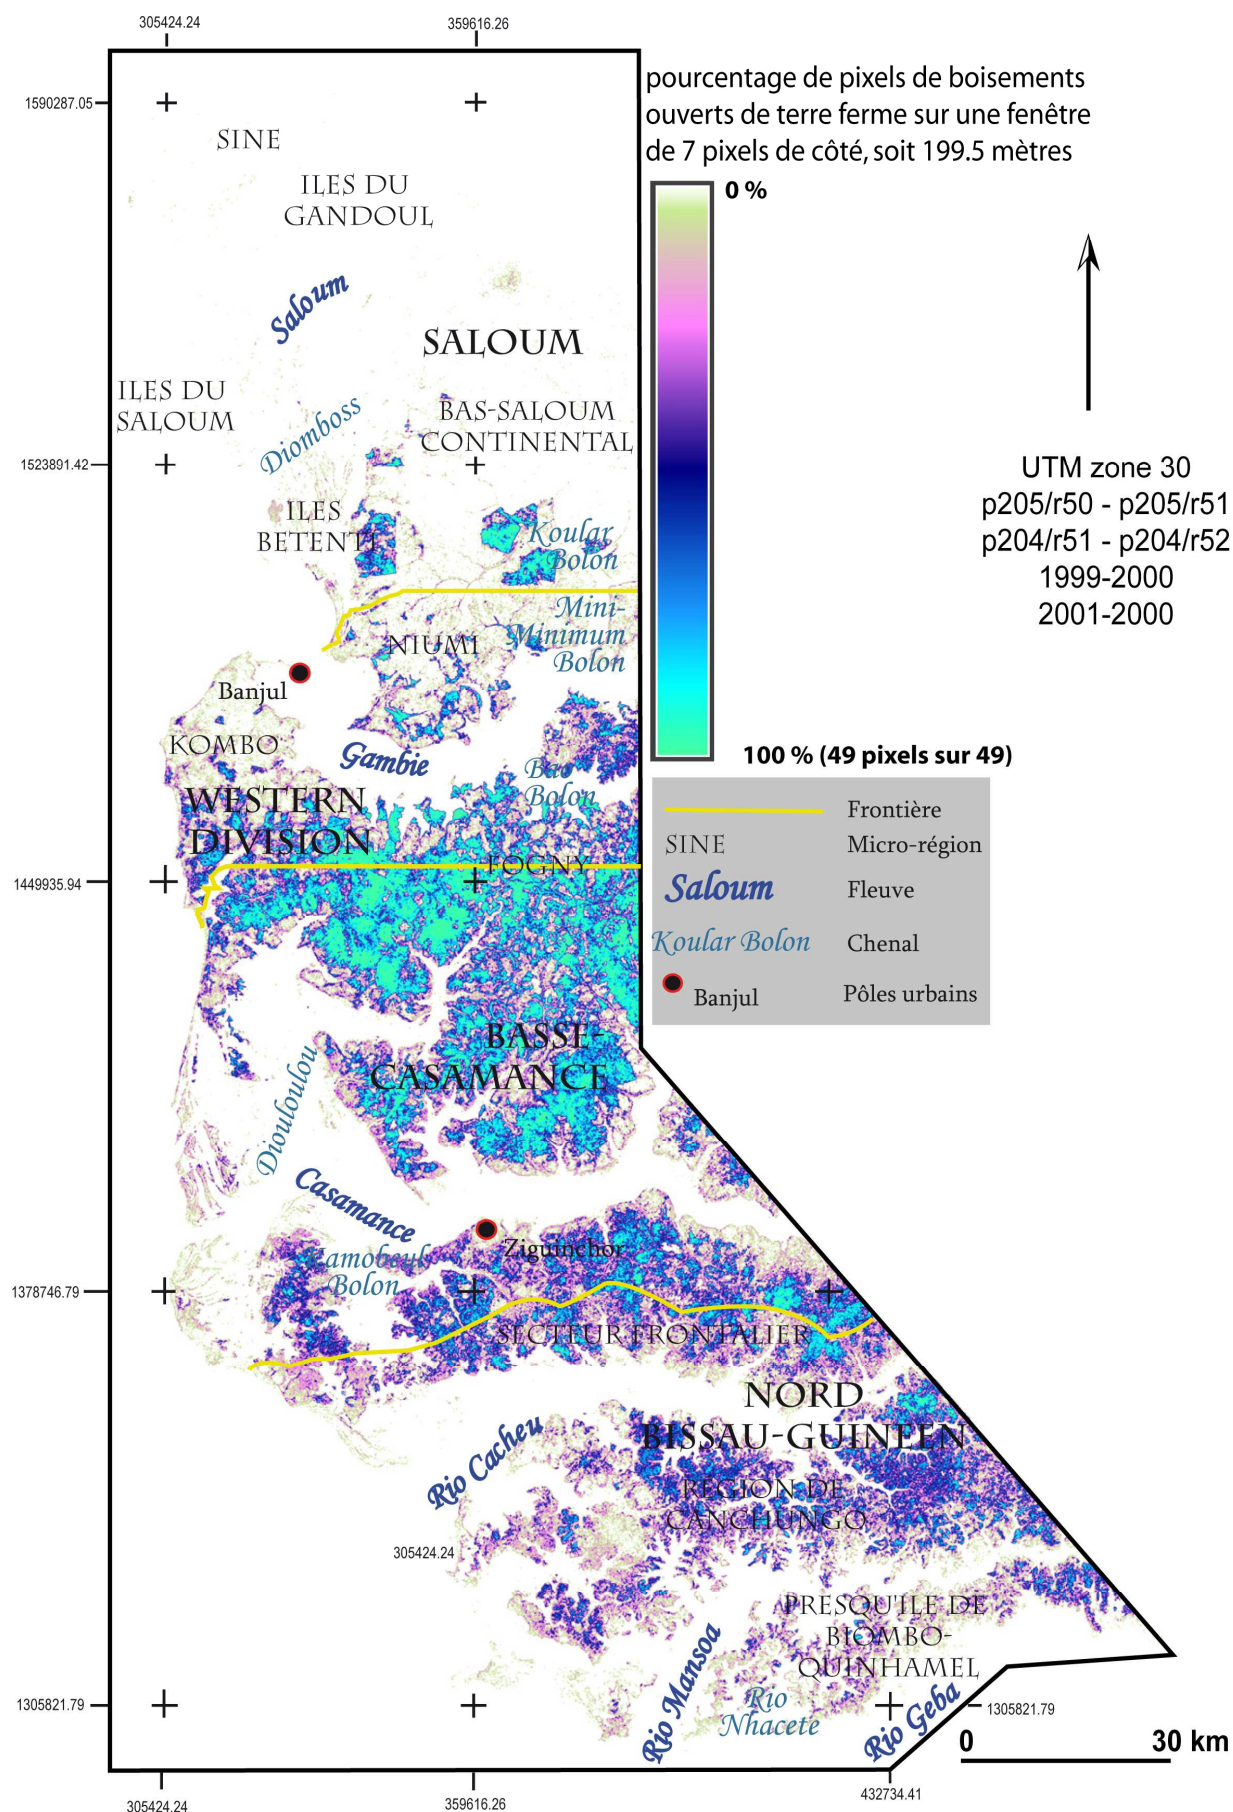 305424.24
359616.26
1590287.05
pourcentage de pixels de boisements
ouverts de terre ferme sur une fenêtre
de 7 pixels de côté, soit 199.5 mètres
0 %
SINE
ILES DU
GANDOUL
Saloum
SALOUM
ILES DU
SALOUM
BAS-SALOUM
CONTINENTAL
Diomboss
1523891.42
UTM zone 30
p205/r50 - p205/r51
p204/r51 - p204/r52
1999-2000
2001-2000
ILES
BETENTI
Koular
Bolon
Mini-
Minimum
Bolon
NIUMI
Banjul
KOMBO
Gambie
Bao
Bolon
100 % (49 pixels sur 49)
WESTERN
DIVISION
FOGNY
1449935.94
Frontière
SINE
Micro-région
Saloum
Fleuve
Koular Bolon
Chenal
Banjul
Pôles urbains
BASSE-
CASAMANCE
Diouloulou
Casamance
Ziguinchor
Kamobeul
Bolon
1378746.79
SECTEUR FRONTALIER
NORD
BISSAU-GUINEEN
Rio Cacheu
REGION DE
CANCHUNGO
305424.24
PRESQU'ILE DE
BIOMBO-
QUINHAMEL
Rio Mansoa
Rio
Nhacete
Rio Geba
1305821.79
1305821.79
0
30 km
305424.24
359616.26
432734.41